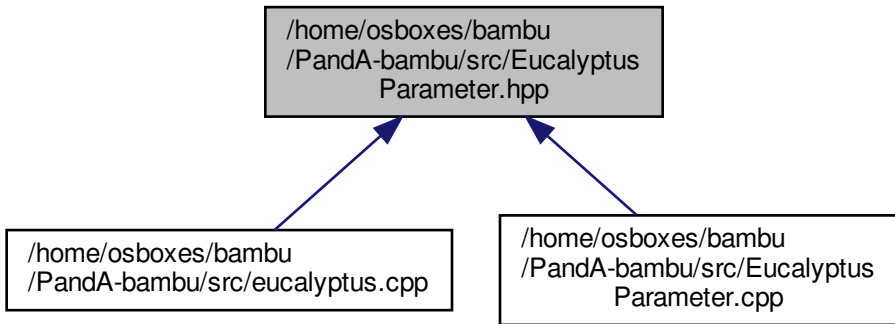 /home/osboxes/bambu
/PandA-bambu/src/Eucalyptus
Parameter.hpp
/home/osboxes/bambu
/PandA-bambu/src/eucalyptus.cpp
/home/osboxes/bambu
/PandA-bambu/src/Eucalyptus
Parameter.cpp